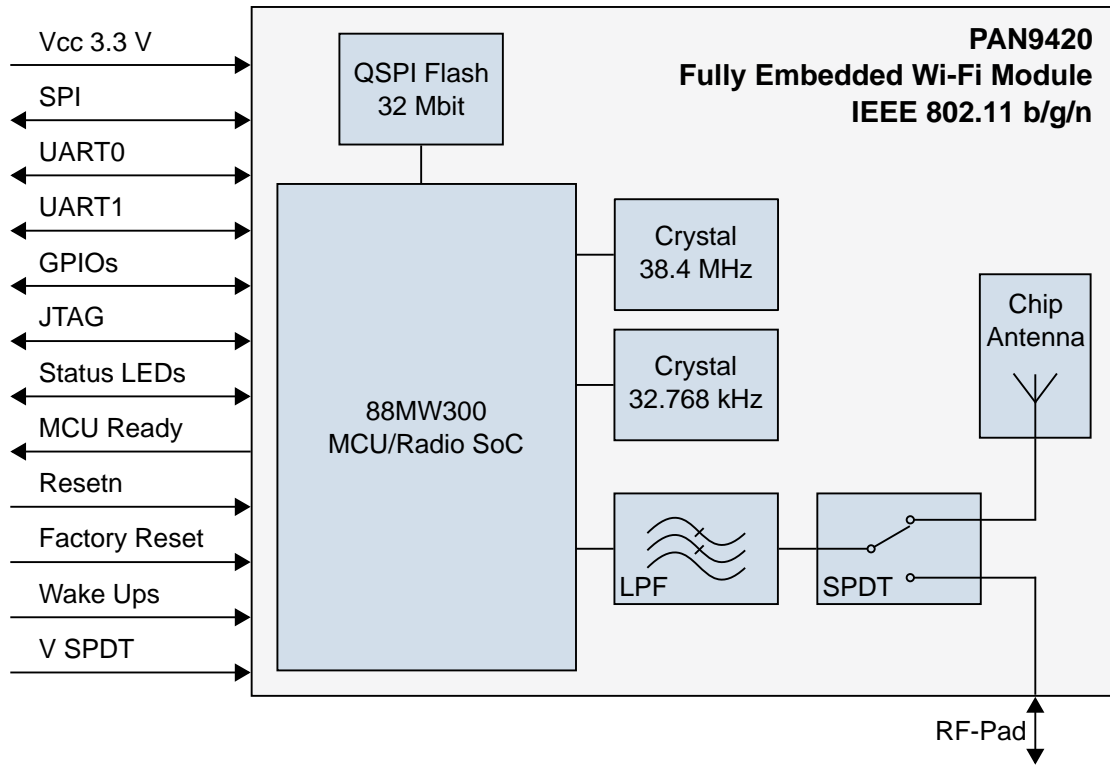 Vcc 3.3 V
SPI
UART0
UART1
GPIOs
JTAG
Status LEDs
MCU Ready
Resetn
Factory Reset
Wake Ups
V SPDT
PAN9420
Fully Embedded Wi-Fi Module
IEEE 802.11 b/g/n
QSPI Flash
32 Mbit
88MW300
MCU/Radio SoC
Crystal
38.4 MHz
Crystal
32.768 kHz
LPF
SPDT
Chip
Antenna
RF-Pad